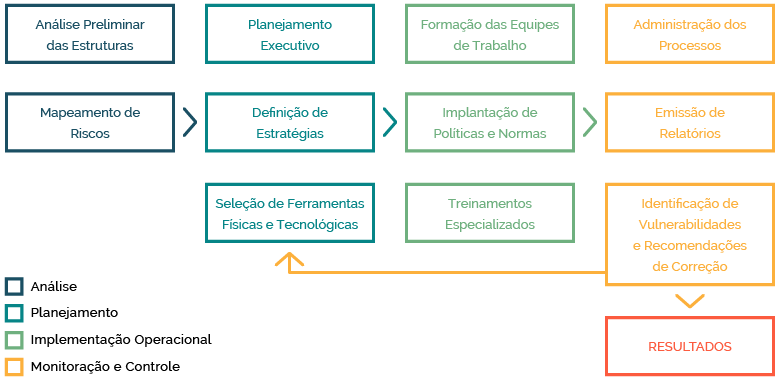 Análise Preliminar
das Estruturas
Planejamento
Executivo
Formação das Equipes
de Trabalho
Administração dos
Processos
Mapeamento de
Riscos
Definição de
Estratégias
Implantação de
Políticas e Normas
Emissão de
Relatórios
Seleção de Ferramentas
Físicas e Tecnológicas
Treinamentos
Especializados
Identificação de
Vulnerabilidades
e Recomendações
de Correção
Análise
Planejamento
Implementação Operacional
Monitoração e Controle
RESULTADOS